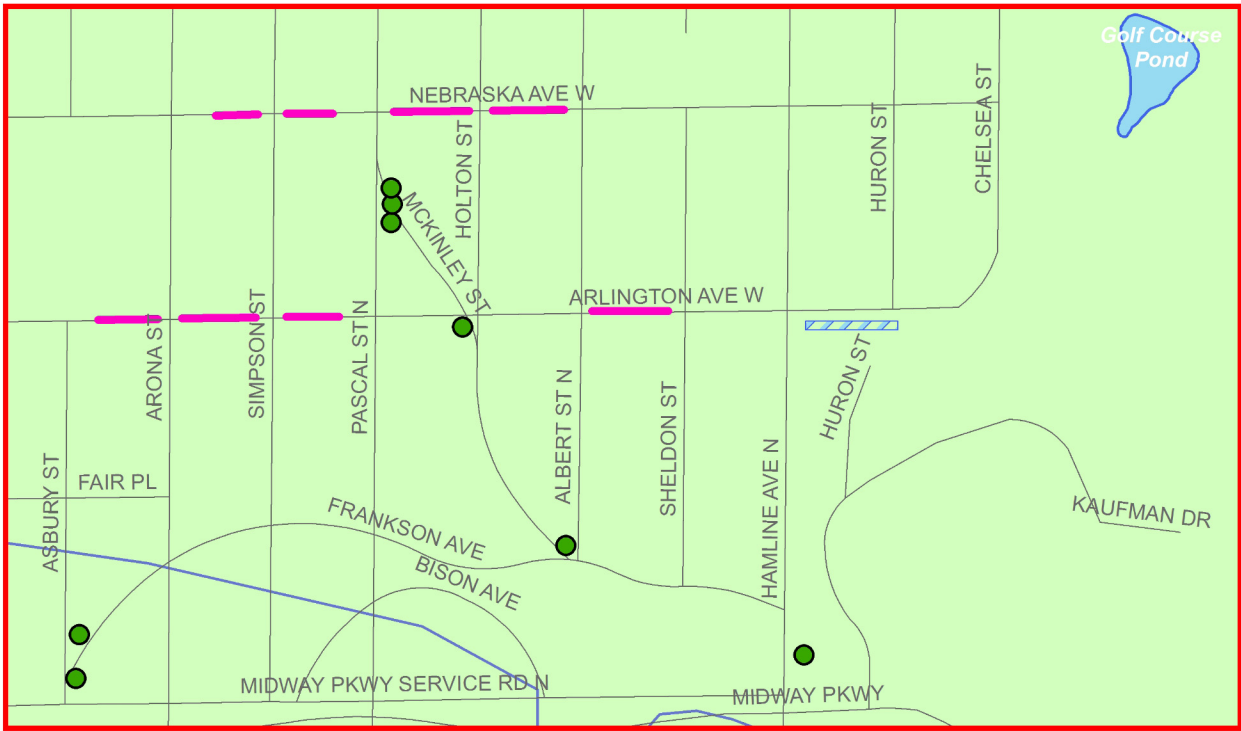 Golf Course
Pond
NEBRASKA AVE W
HURON ST
CHELSEA ST
HOLTON ST
MCKINLEY ST
ARLINGTON AVE W
ARONA ST
SIMPSON ST
PASCAL ST N
HURON ST
ALBERT ST N
SHELDON ST
HAMLINE AVE N
ASBURY ST
FAIR PL
FRANKSON AVE
KAUFMAN DR
BISON AVE
MIDWAY PKWY SERVICE RD N
MIDWAY PKWY